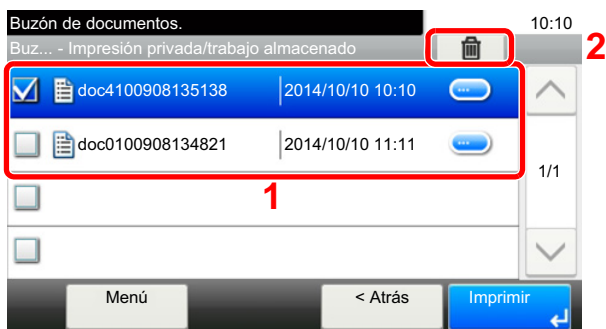 Buzón de documentos.
10:10
Buz... - Impresión privada/trabajo almacenado
2
doc4100908135138 2014/10/10 10:10 ...
doc0100908134821 2014/10/10 11:11 ...
1/1
1
Menú < Atrás Imprimir